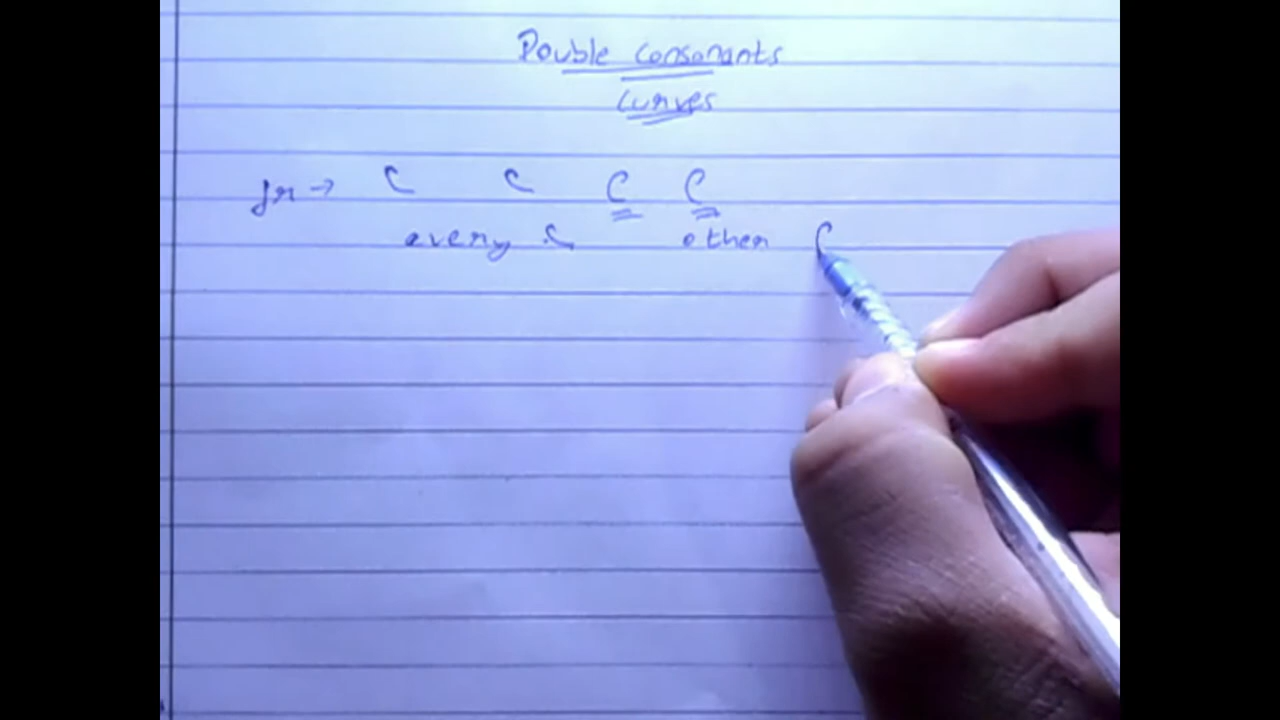 Double consonants
Curves
fr →
every other